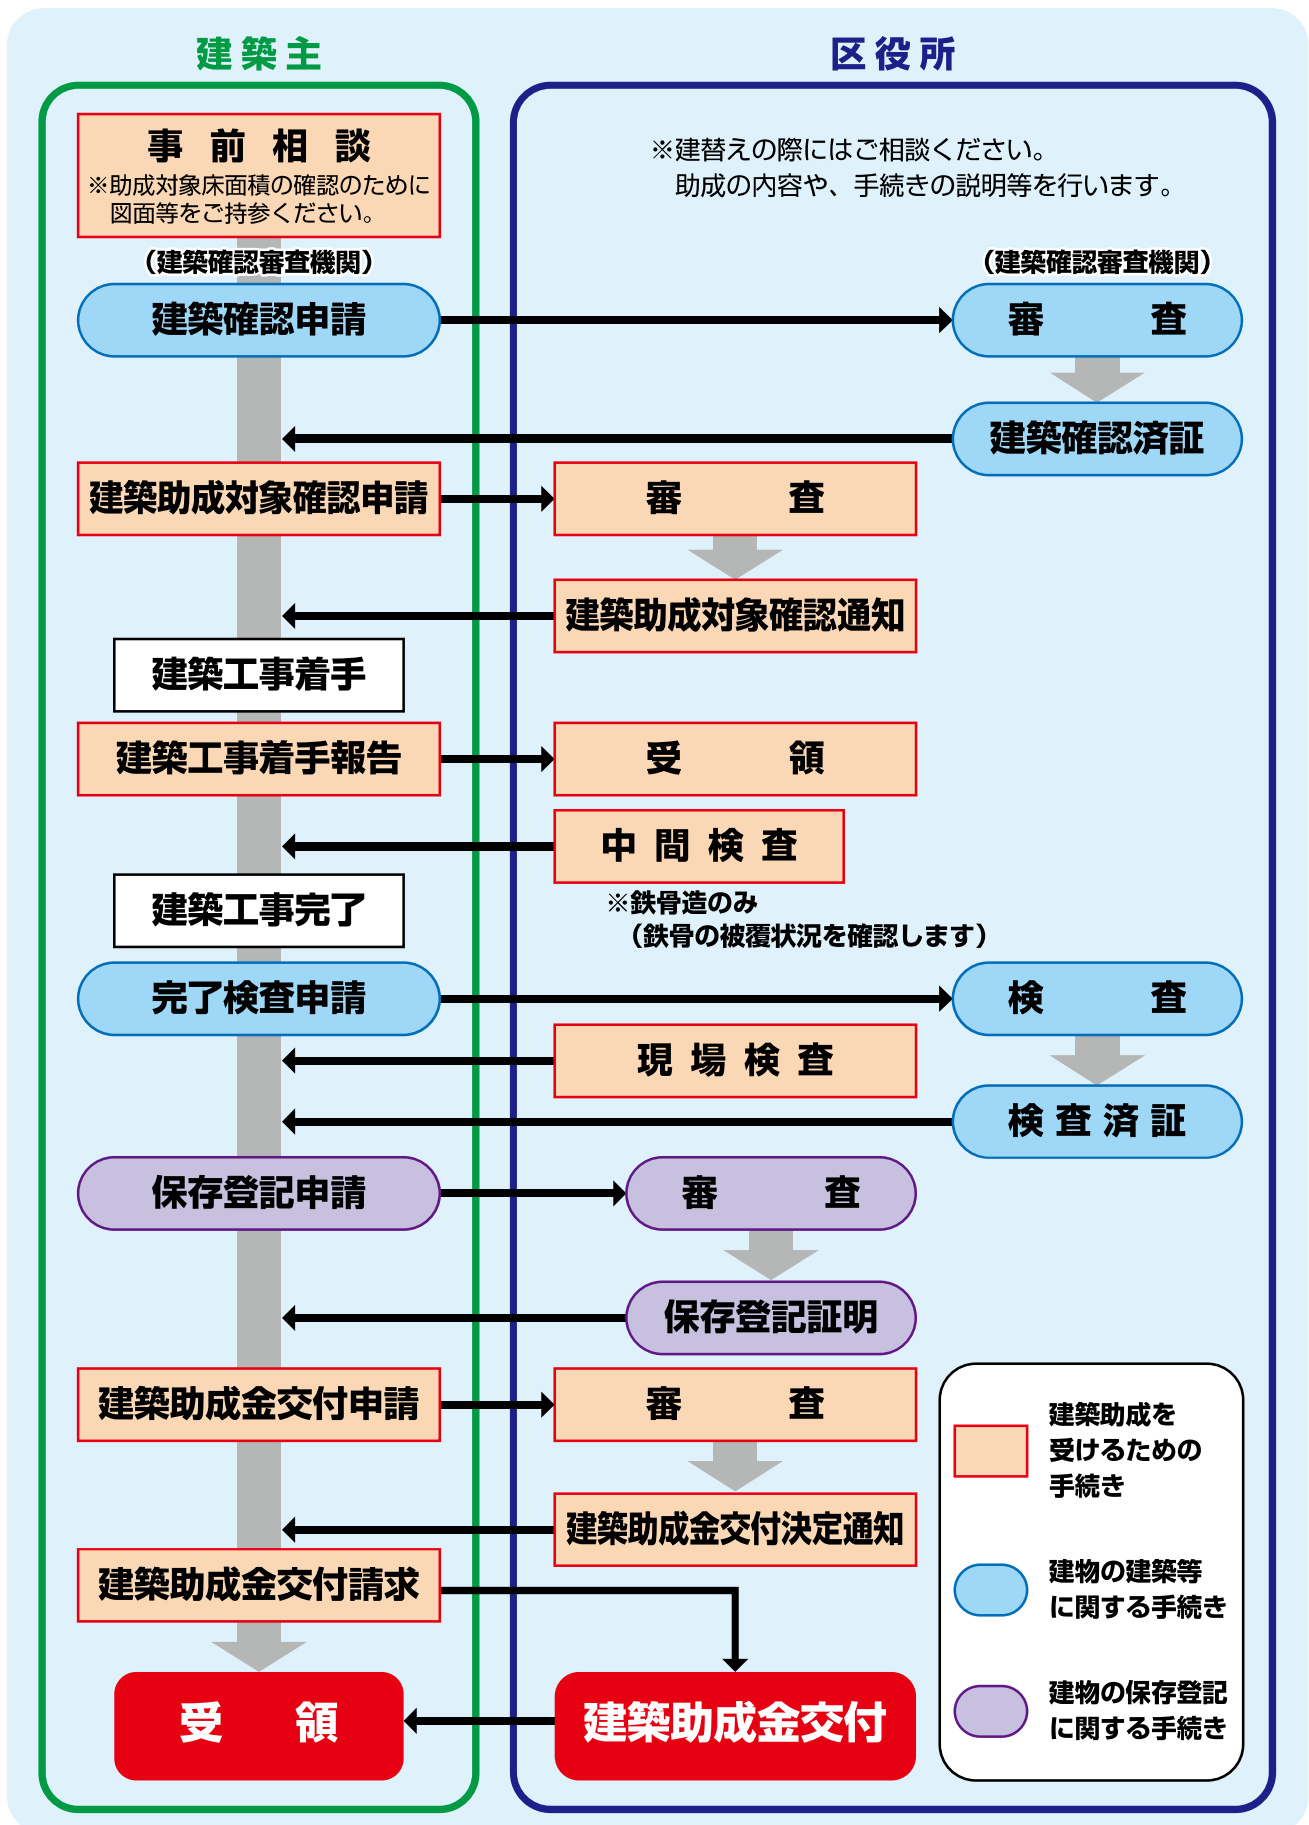 建築主
区役所
事前相談
※助成対象床面積の確認のために
図面等をご持参ください。
※建替えの際にはご相談ください。
助成の内容や、手続きの説明等を行います。
（建築確認審査機関）
（建築確認審査機関）
建築確認申請
審査
建築確認済証
建築助成対象確認申請
審査
建築助成対象確認通知
建築工事着手
建築工事着手報告
受領
中間検査
建築工事完了
※鉄骨造のみ
（鉄骨の被覆状況を確認します）
完了検査申請
検査
現場検査
検査済証
保存登記申請
審査
保存登記証明
建築助成金交付申請
審査
建築助成金交付決定通知
建築助成金交付請求
受領
建築助成金交付
建築助成を
受けるための
手続き
建物の建築等
に関する手続き
建物の保存登記
に関する手続き